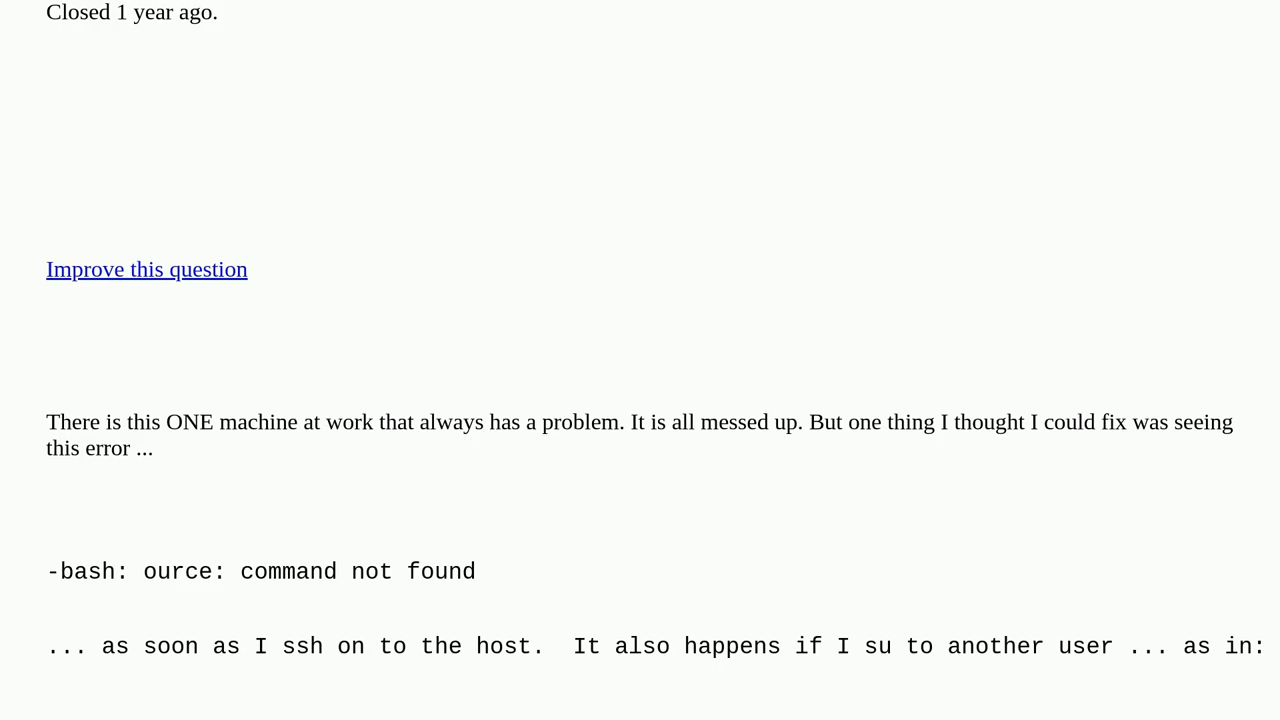 Closed 1 year ago.
Improve this question
There is this ONE machine at work that always has a problem. It is all messed up. But one thing I thought I could fix was seeing
this error ...
-bash: ource: command not found
... as soon as I ssh on to the host.  It also happens if I su to another user ... as in: